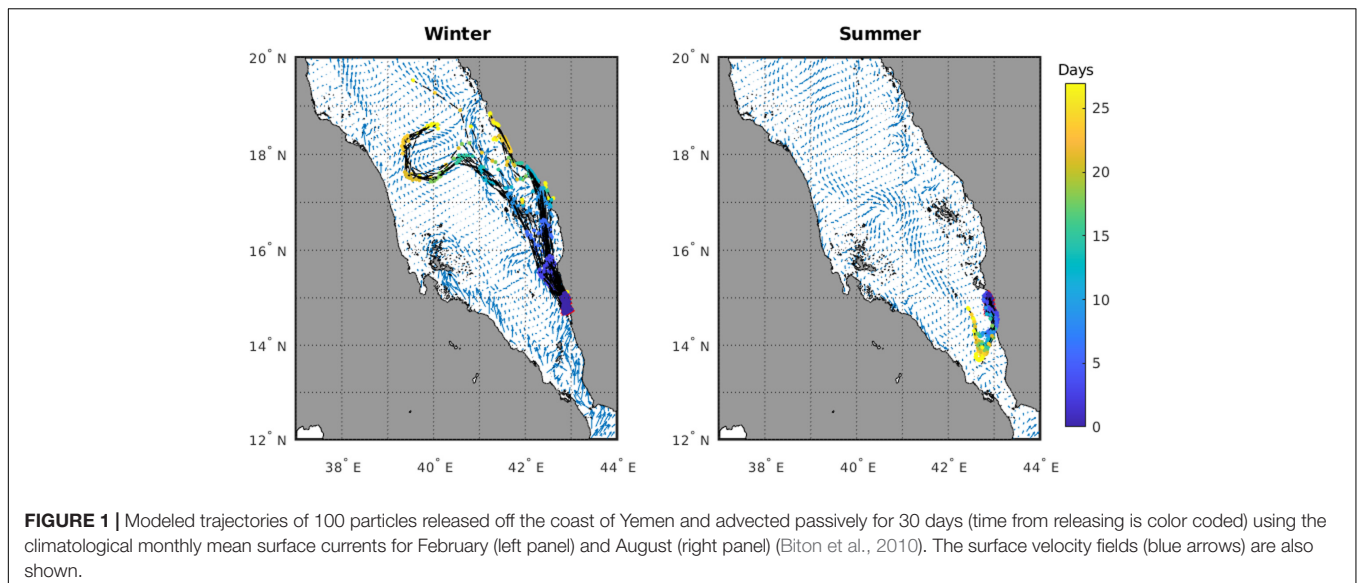 Winter
Summer
20° N
18° N
16° N
14° N
12° N
38° E
40° E
42° E
44° E
20° N
18° N
16° N
14° N
12° N
38° E
40° E
42° E
44° E
Days
25
20
15
10
5
0
FIGURE 1 | Modeled trajectories of 100 particles released off the coast of Yemen and advected passively for 30 days (time from releasing is color coded) using the
climatological monthly mean surface currents for February (left panel) and August (right panel) (Biton et al., 2010). The surface velocity fields (blue arrows) are also
shown.